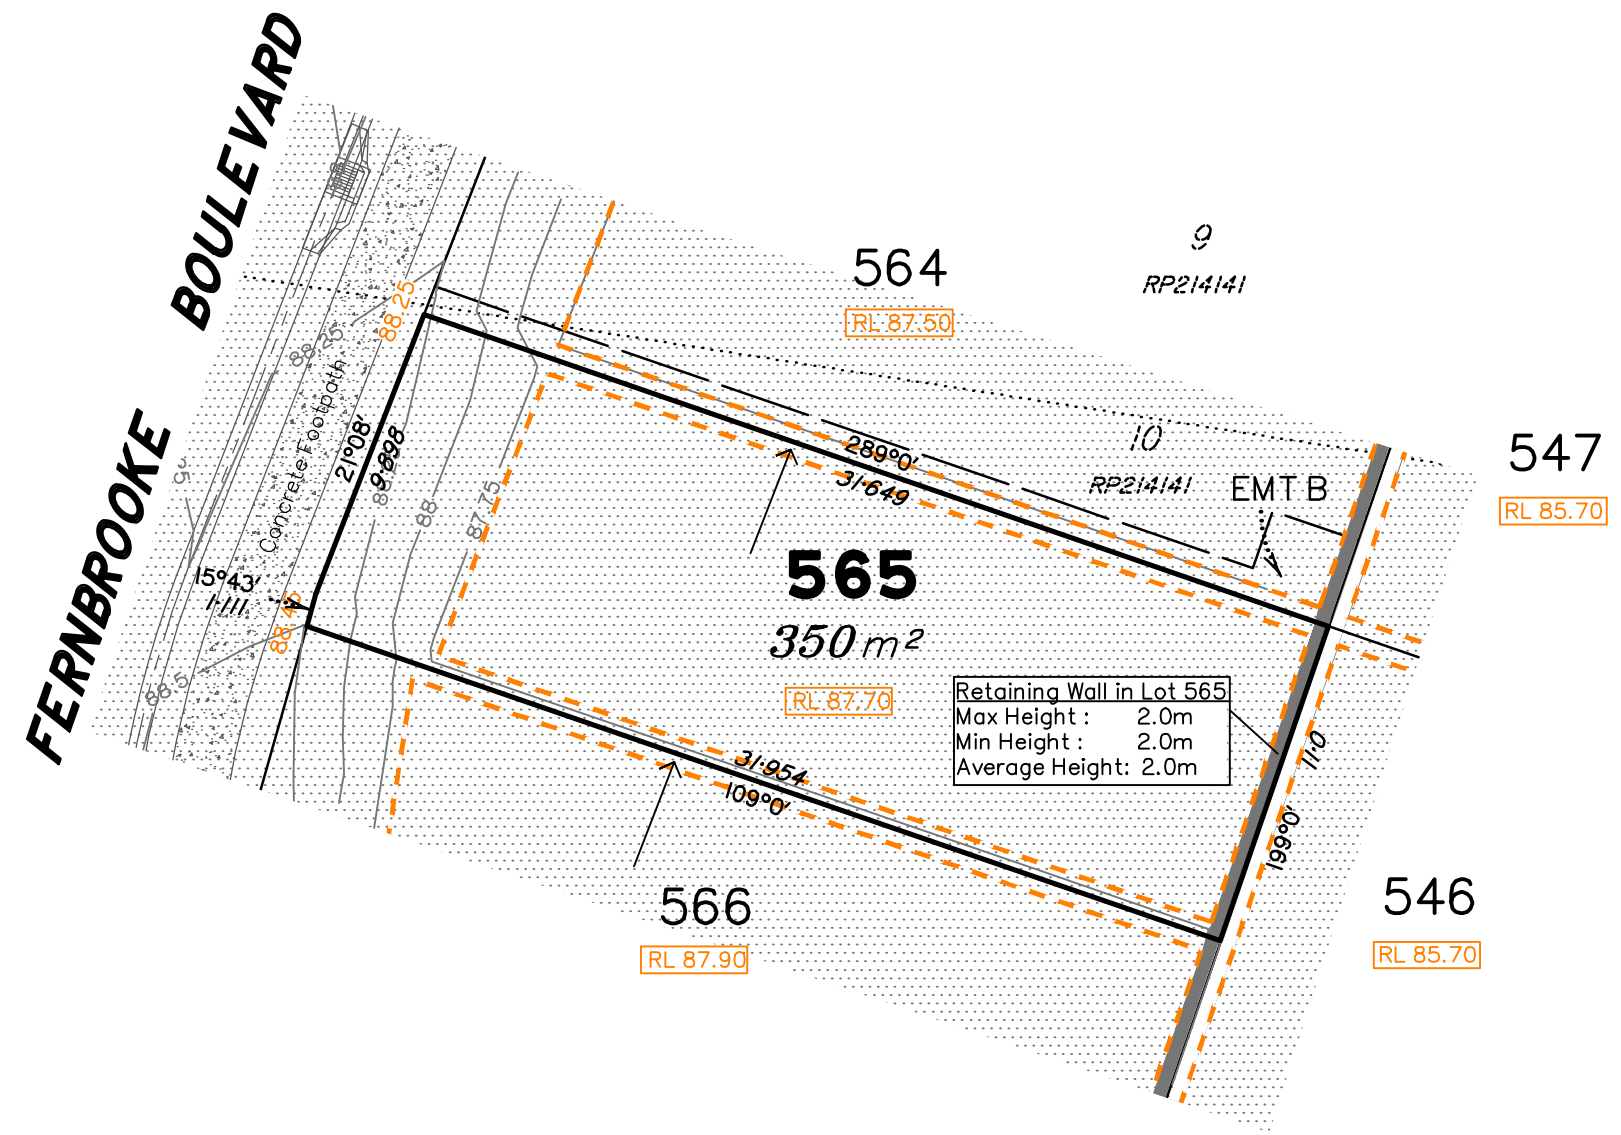 FERNBROOKE BOULEVARD
564
RL 87.50
9
RP214141
10
RP214141
EMT B
547
RL 85.70
88.25
88.25
Concrete Footpath
21°08'
9·898
88
87.75
289°0'
31·649
565
350 m²
RL 87.70
Retaining Wall in Lot 565
Max Height : 2.0m
Min Height : 2.0m
Average Height: 2.0m
15°43'
1·111
88.45
88.5
31·954
109°0'
11·0
199°0'
566
RL 87.90
546
RL 85.70